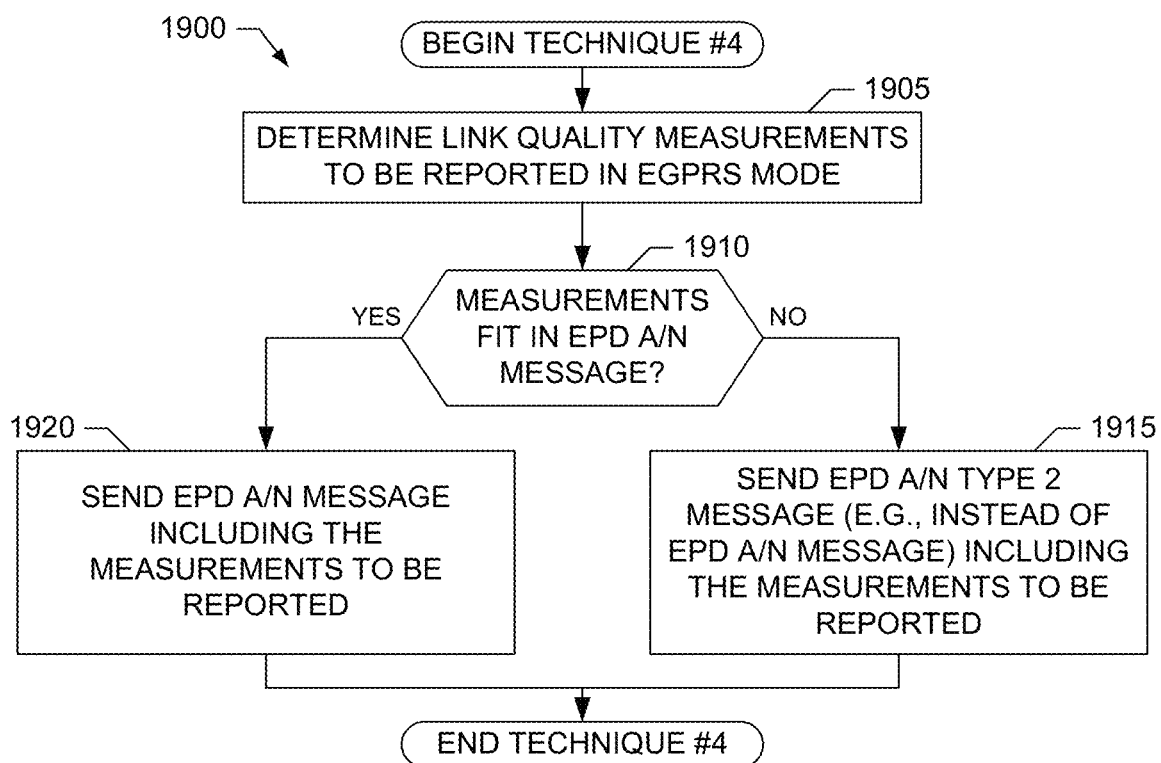 1900
BEGIN TECHNIQUE #4
1905
DETERMINE LINK QUALITY MEASUREMENTS
TO BE REPORTED IN EGPRS MODE
1910
MEASUREMENTS
FIT IN EPD A/N
MESSAGE?
YES
NO
1920
SEND EPD A/N MESSAGE
INCLUDING THE
MEASUREMENTS TO BE
REPORTED
1915
SEND EPD A/N TYPE 2
MESSAGE (E.G., INSTEAD OF
EPD A/N MESSAGE) INCLUDING
THE MEASUREMENTS TO BE
REPORTED
END TECHNIQUE #4